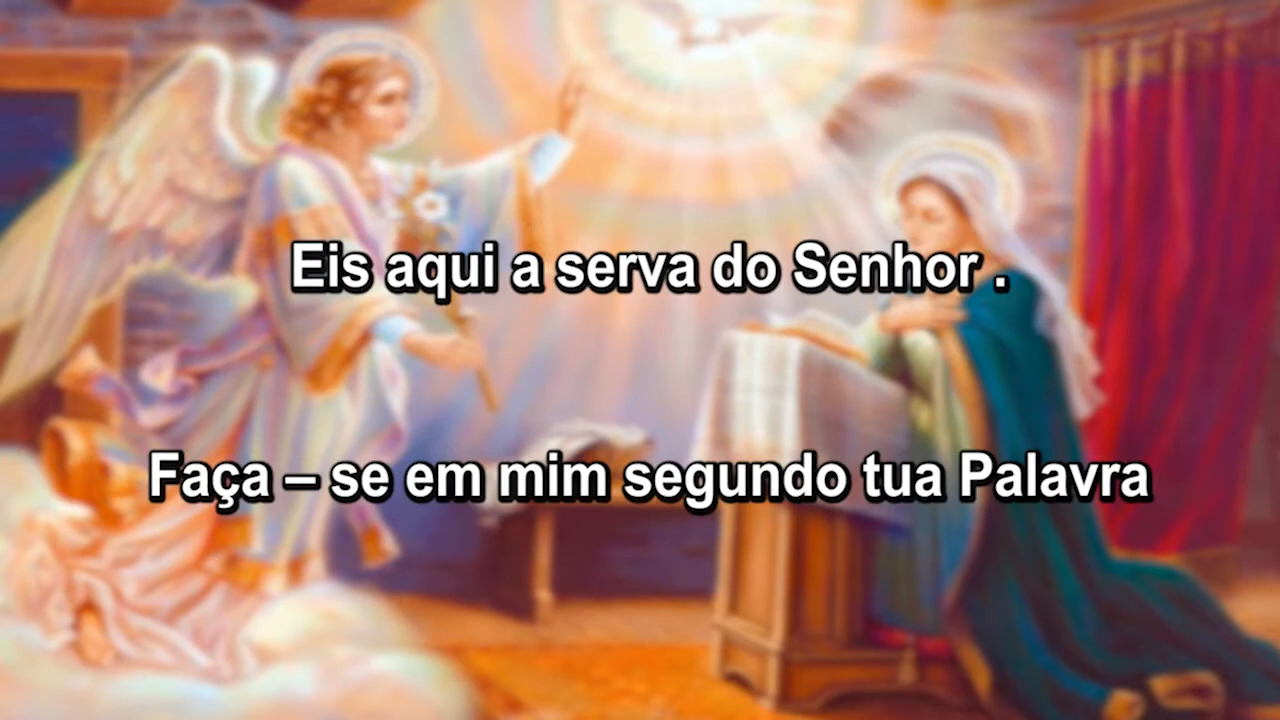 Eis aqui a serva do Senhor .
Faça – se em mim segundo tua Palavra